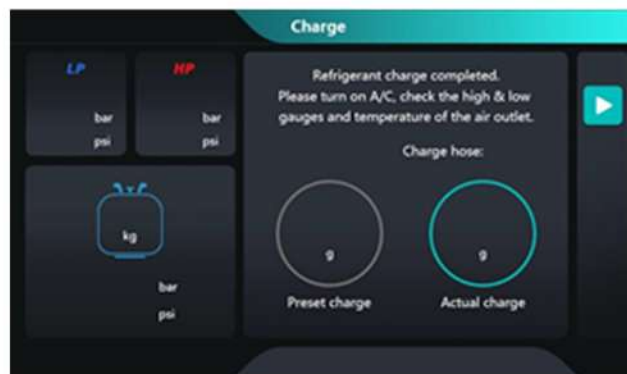 Charge
LP
bar
psi
HP
bar
psi
kg
bar
psi
Refrigerant charge completed.
Please turn on A/C, check the high & low
gauges and temperature of the air outlet.
Charge hose:
g
Preset charge
g
Actual charge